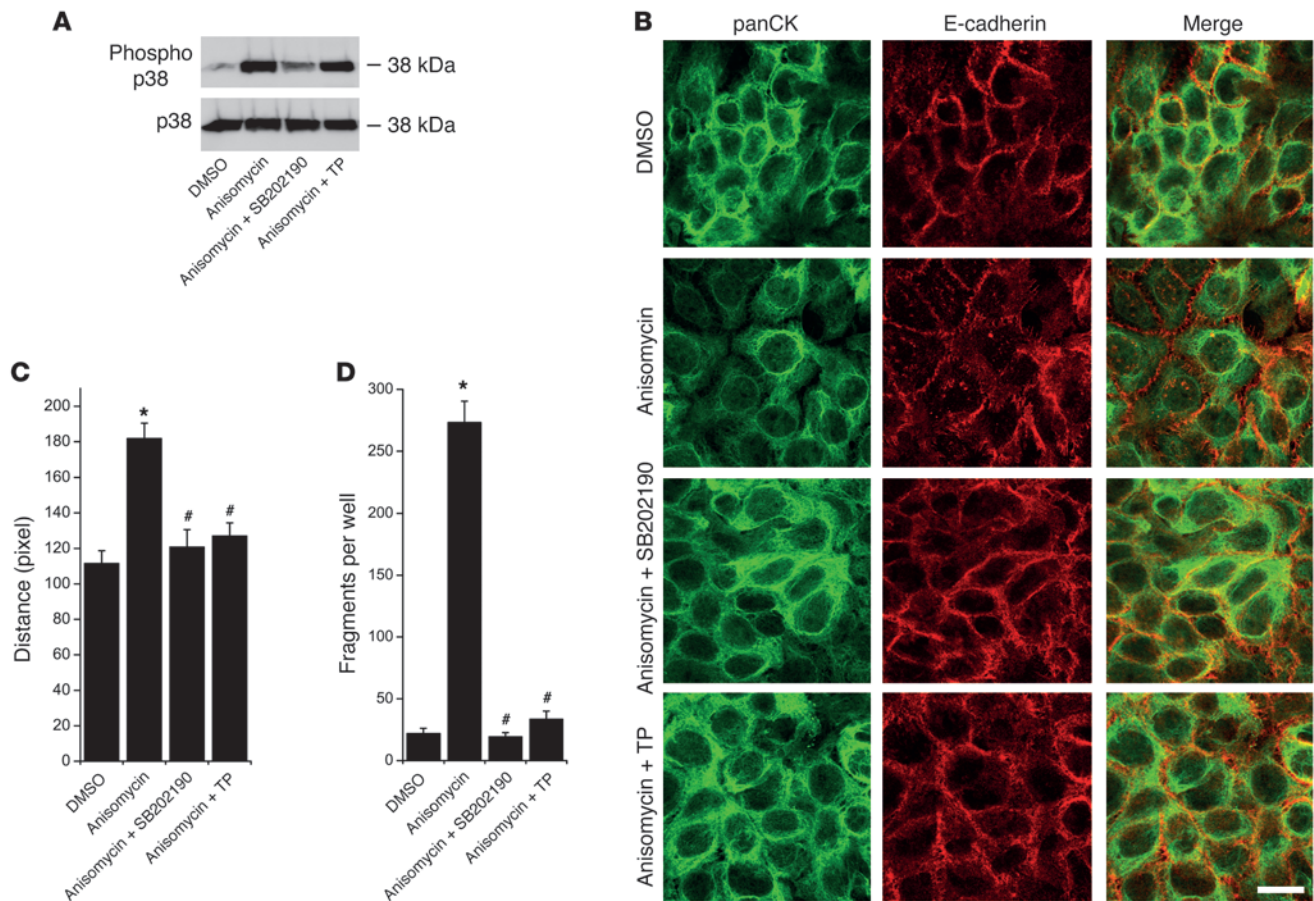 A
Phospho
p38
38 kDa
p38
38 kDa
DMSO
Anisomycin
Anisomycin + SB202190
Anisomycin + TP
B
panCK
E-cadherin
Merge
DMSO
Anisomycin
Anisomycin + SB202190
Anisomycin + TP
C
Distance (pixel)
200
180
160
140
120
100
80
60
40
20
0
*
#
#
DMSO
Anisomycin
Anisomycin + SB202190
Anisomycin + TP
D
Fragments per well
300
250
200
150
100
50
0
*
#
#
DMSO
Anisomycin
Anisomycin + SB202190
Anisomycin + TP